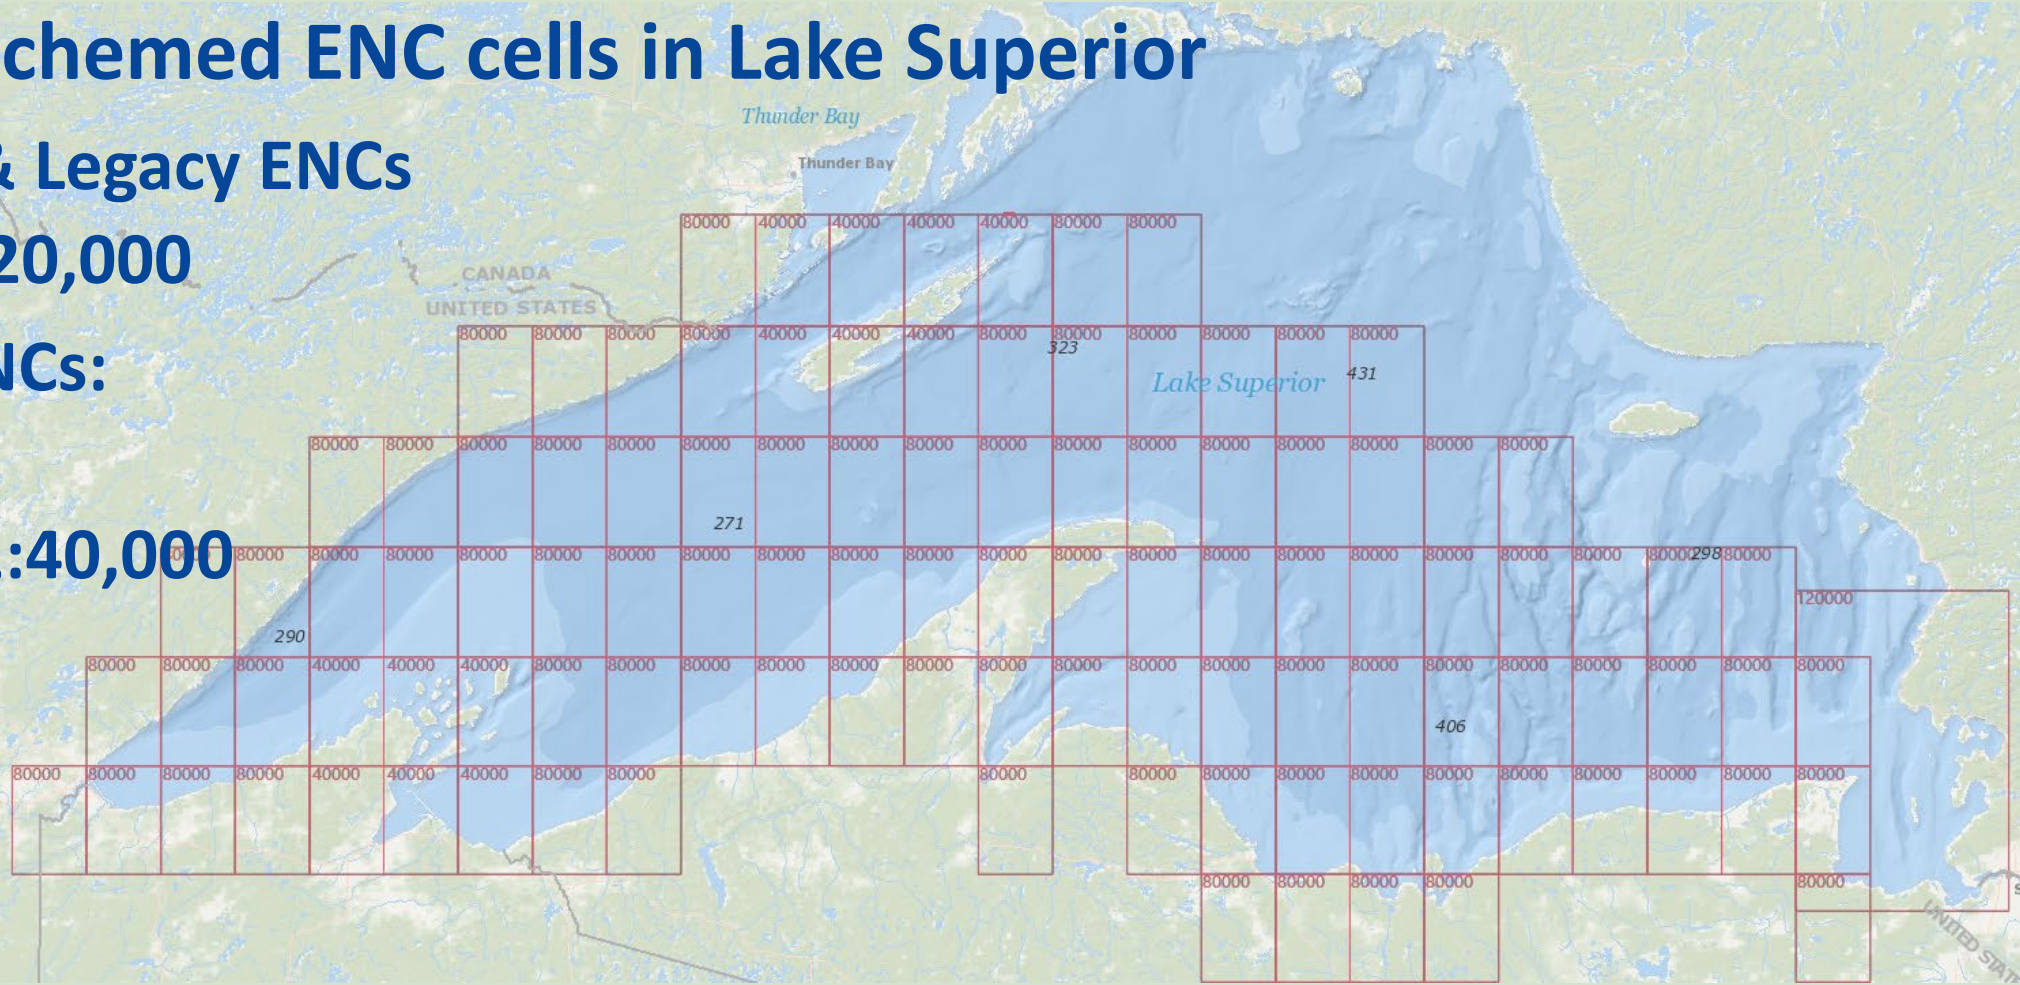 chemed ENC cells in Lake Superior
Thunder Bay
& Legacy ENCs
Thunder Bay
80000 40000 40000 40000 40000 80000 80000
20,000
CANADA
UNITED STATES
80000 80000 80000 80000 40000 40000 40000 80000 80000 80000 80000 80000 80000
323
NCs:
Lake Superior 431
80000 80000 80000 80000 80000 80000 80000 80000 80000 80000 80000 80000 80000 80000 80000 80000 80000
271
:40,000 80000 80000 80000 80000 80000 80000 80000 80000 80000 80000 80000 80000 80000 80000 80000 80000 80000 80000 80000 80000 298 80000
120000
290
80000 80000 80000 40000 40000 40000 80000 80000 80000 80000 80000 80000 80000 80000 80000 80000 80000 80000 80000 80000 80000 80000 80000 80000
406
80000 80000 80000 80000 40000 40000 40000 80000 80000 80000 80000 80000 80000 80000 80000 80000 80000 80000 80000 80000
80000 80000 80000 80000 80000
UNITED STAT